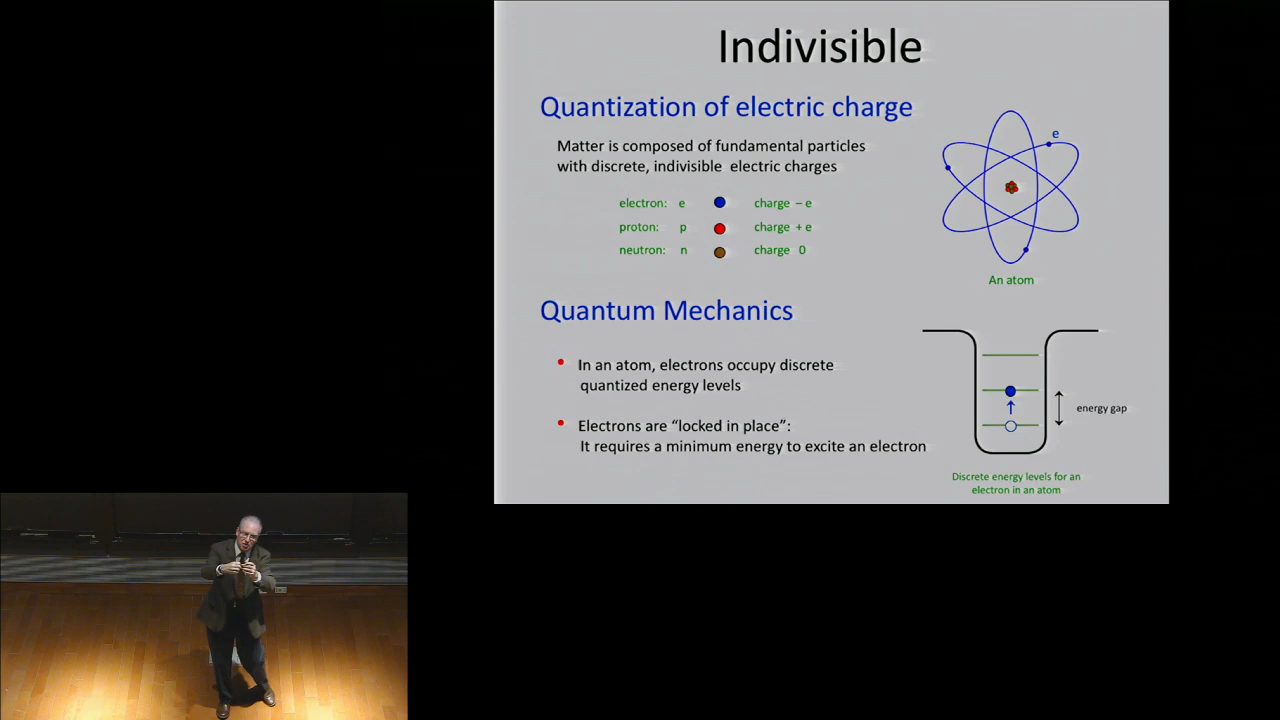 Indivisible
Quantization of electric charge
Matter is composed of fundamental particles
with discrete, indivisible electric charges
electron: e charge – e
proton: p charge + e
neutron: n charge 0
e
An atom
Quantum Mechanics
• In an atom, electrons occupy discrete
quantized energy levels
• Electrons are “locked in place”:
It requires a minimum energy to excite an electron
energy gap
Discrete energy levels for an
electron in an atom